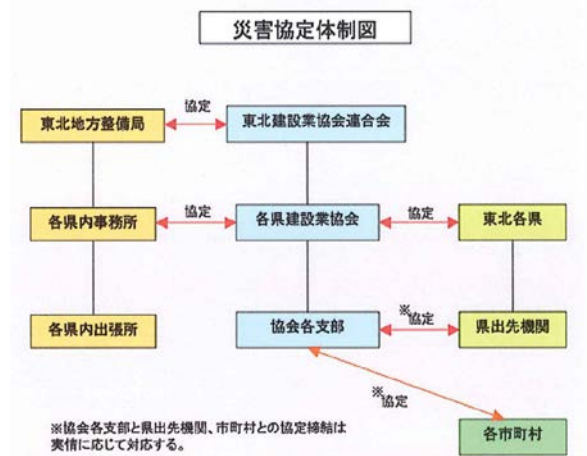 災害協定体制図
協定
東北地方整備局
東北建設業協会連合会
協定
協定
各県内事務所
各県建設業協会
東北各県
※協定
各県内出張所
協会各支部
県出先機関
※協定
各市町村
※協会各支部と県出先機関、市町村との協定締結は
実情に応じて対応する。